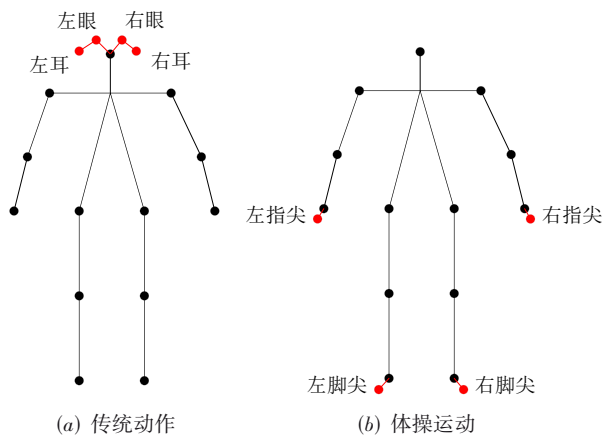 左眼 右眼
左耳 右耳
左指尖 右指尖
左脚尖 右脚尖
(a) 传统动作 (b) 体操运动